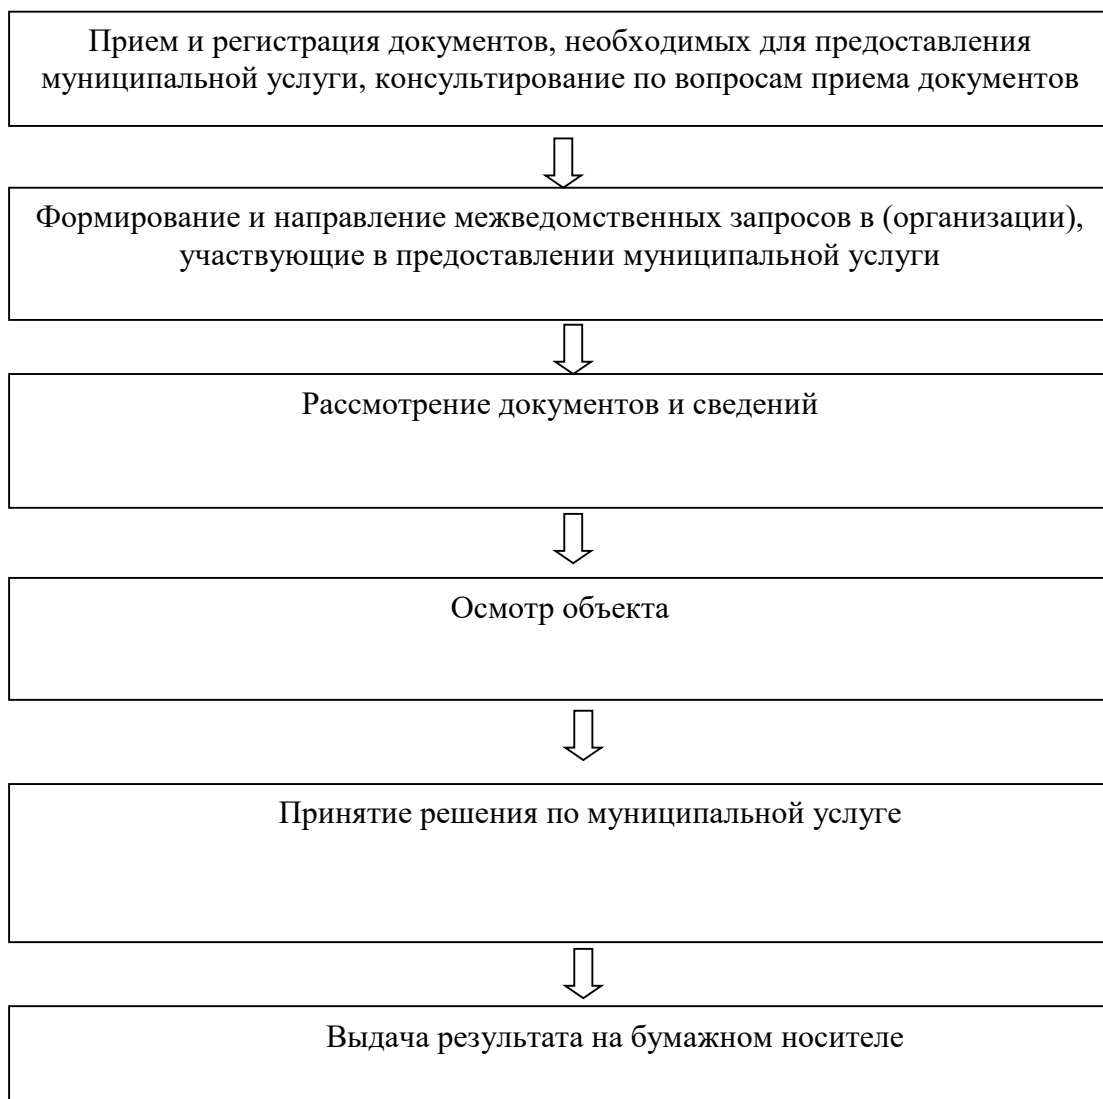 Прием и регистрация документов, необходимых для предоставления
муниципальной услуги, консультирование по вопросам приема документов
Формирование и направление межведомственных запросов в (организации),
участвующие в предоставлении муниципальной услуги
Рассмотрение документов и сведений
Осмотр объекта
Принятие решения по муниципальной услуге
Выдача результата на бумажном носителе